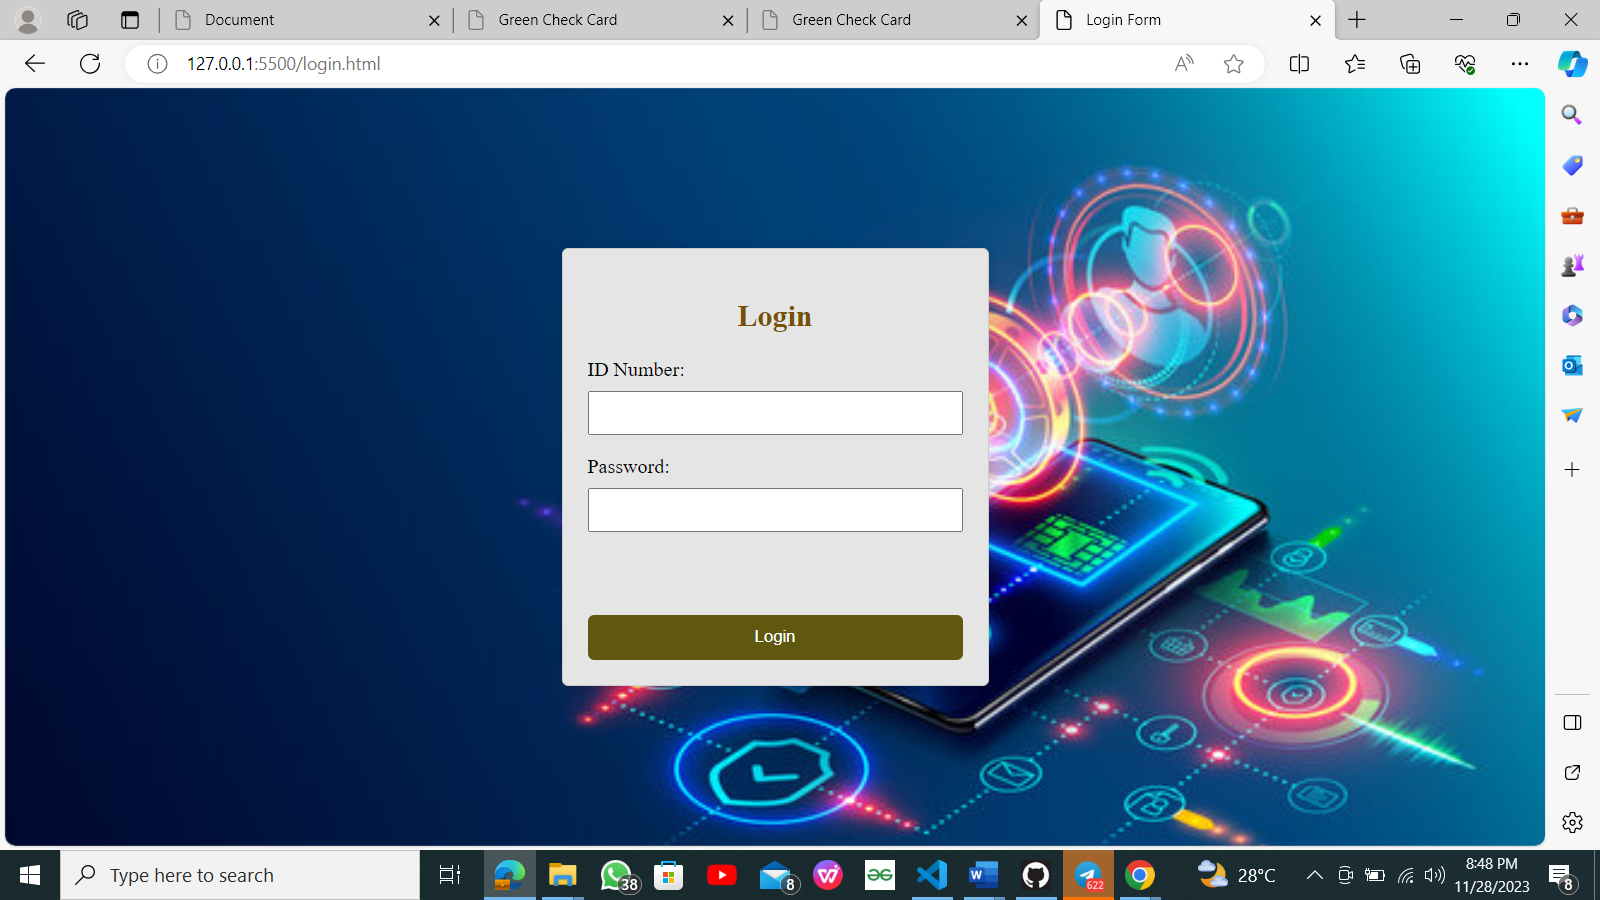 Document
Green Check Card
Green Check Card
Login Form
127.0.0.1:5500/login.html
Login
ID Number:
Password:
Login
Type here to search
38
8
622
28°C
8:48 PM
11/28/2023
8